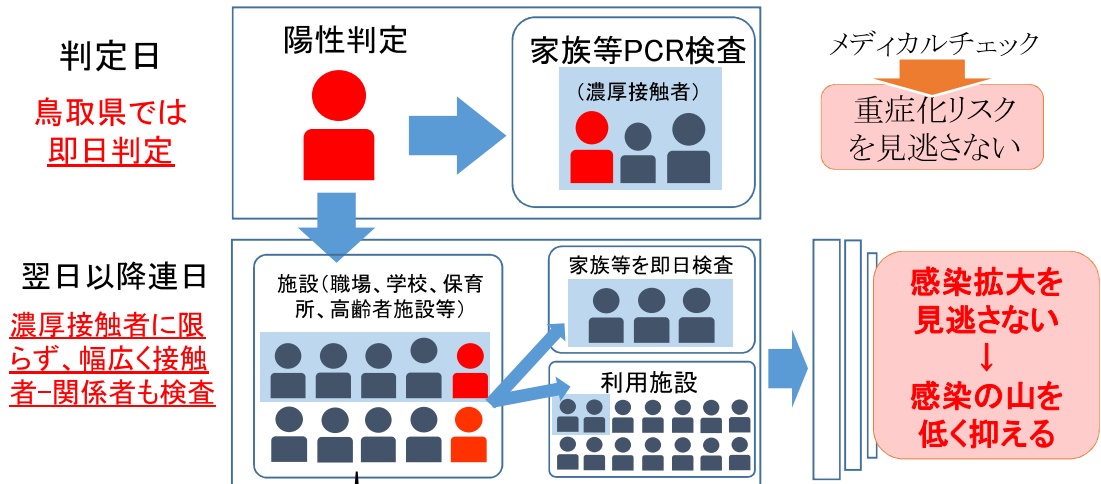 判定日
鳥取県では
即日判定
陽性判定
家族等PCR検査
（濃厚接触者）
メディカルチェック
重症化リスク
を見逃さない
翌日以降連日
濃厚接触者に限
らず、幅広く接触
者−関係者も検査
施設（職場、学校、保育
所、高齢者施設等）
家族等を即日検査
利用施設
感染拡大を
見逃さない
↓
感染の山を
低く抑える